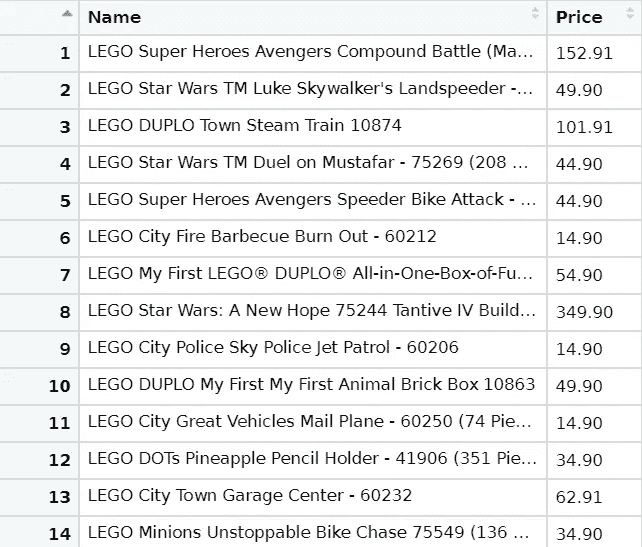 Name Price
1 LEGO Super Heroes Avengers Compound Battle (Ma... 152.91
2 LEGO Star Wars TM Luke Skywalker's Landspeeder -... 49.90
3 LEGO DUPLO Town Steam Train 10874 101.91
4 LEGO Star Wars TM Duel on Mustafar - 75269 (208 ... 44.90
5 LEGO Super Heroes Avengers Speeder Bike Attack - ... 44.90
6 LEGO City Fire Barbecue Burn Out - 60212 14.90
7 LEGO My First LEGO® DUPLO® All-in-One-Box-of-Fu... 54.90
8 LEGO Star Wars: A New Hope 75244 Tantive IV Build... 349.90
9 LEGO City Police Sky Police Jet Patrol - 60206 14.90
10 LEGO DUPLO My First My First Animal Brick Box 10863 49.90
11 LEGO City Great Vehicles Mail Plane - 60250 (74 Pie... 14.90
12 LEGO DOTs Pineapple Pencil Holder - 41906 (351 Pie... 34.90
13 LEGO City Town Garage Center - 60232 62.91
14 LEGO Minions Unstoppable Bike Chase 75549 (136 ... 34.90